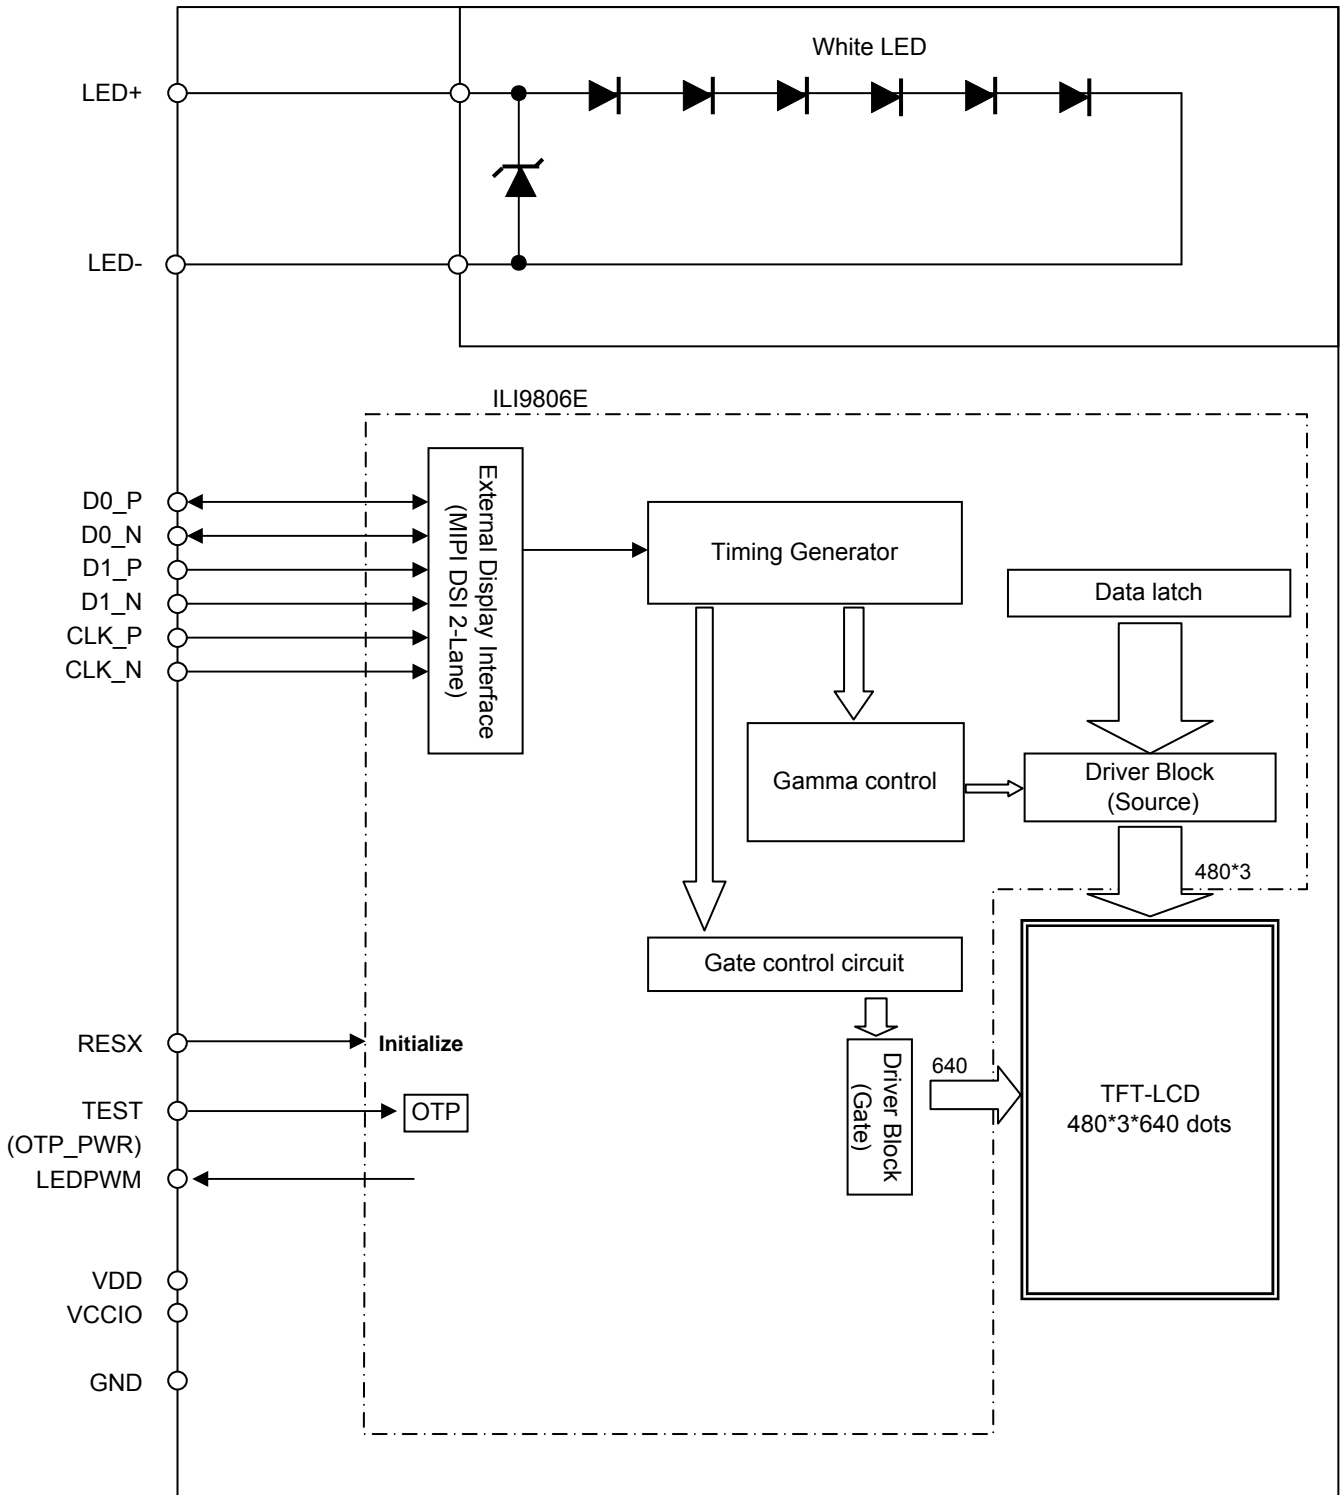 White LED
LED+
LED-
ILI9806E
D0_P
D0_N
D1_P
D1_N
CLK_P
CLK_N
External Display Interface
(MIPI DSI 2-Lane)
Timing Generator
Data latch
Gamma control
Driver Block
(Source)
480*3
Gate control circuit
RESX
Initialize
TEST
(OTP_PWR)
OTP
LEDPWM
Driver Block
(Gate)
640
TFT-LCD
480*3*640 dots
VDD
VCCIO
GND